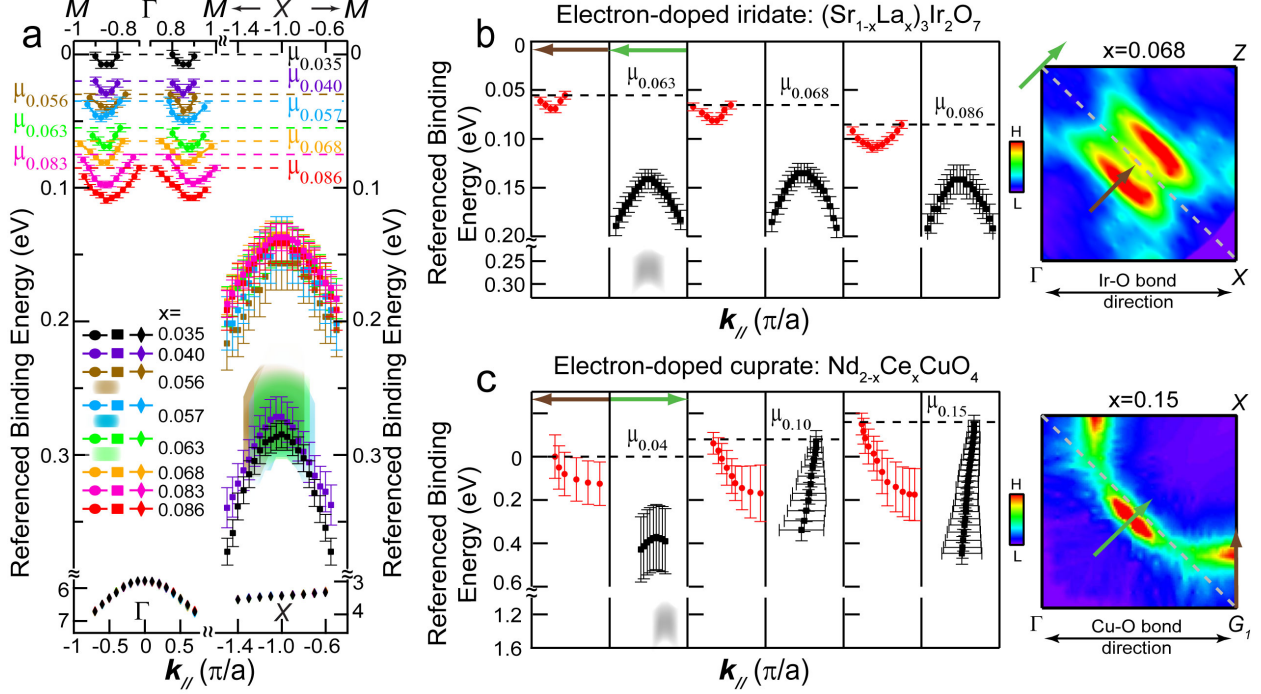 a
M ← Γ → M M ← X → M
-1 -0.8 0.8 1 -1.4 -1.0 -0.6
0
μ0.035
0
μ0.040
μ0.056
μ0.057
μ0.063
μ0.068
μ0.083
μ0.086
0.1
0.1
0.2
0.2
0.3
0.3
6
7
3
4
Referenced Binding Energy (eV)
Referenced Binding Energy (eV)
x=
0.035
0.040
0.056
0.057
0.063
0.068
0.083
0.086
Γ
X
-1 -0.5 0 0.5 1 -1.4 -1.0 -0.6
k// (π/a)
b
Electron-doped iridate: (Sr1-xLax)3Ir2O7
Referenced Binding
Energy (eV)
0
0.05
0.10
0.15
0.20
0.25
0.30
μ0.063
μ0.068
μ0.086
k// (π/a)
x=0.068
Z
H
L
Γ
X
Ir-O bond
direction
c
Electron-doped cuprate: Nd2-xCexCuO4
Referenced Binding
Energy (eV)
0
0.2
0.4
0.6
1.2
1.6
μ0.04
μ0.10
μ0.15
k// (π/a)
x=0.15
X
H
L
Γ
G1
Cu-O bond
direction